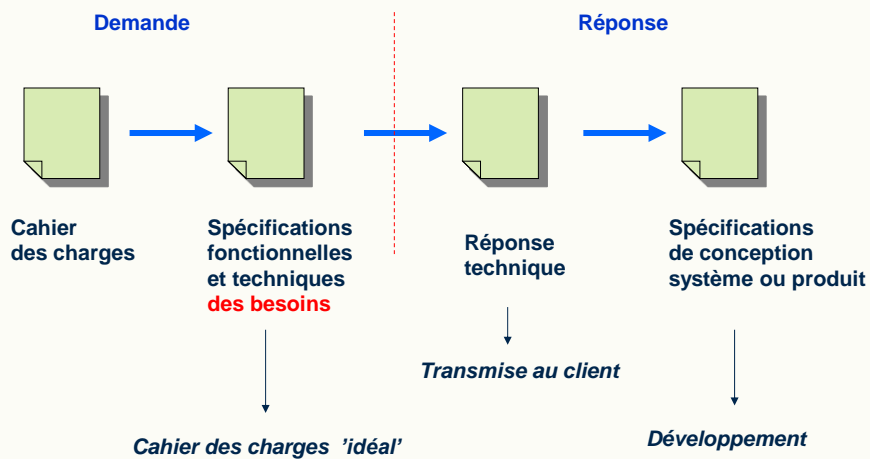 Demande
Réponse
Cahier
des charges
Spécifications
fonctionnelles
et techniques
des besoins
Réponse
technique
Spécifications
de conception
système ou produit
Transmise au client
Cahier des charges 'idéal'
Développement